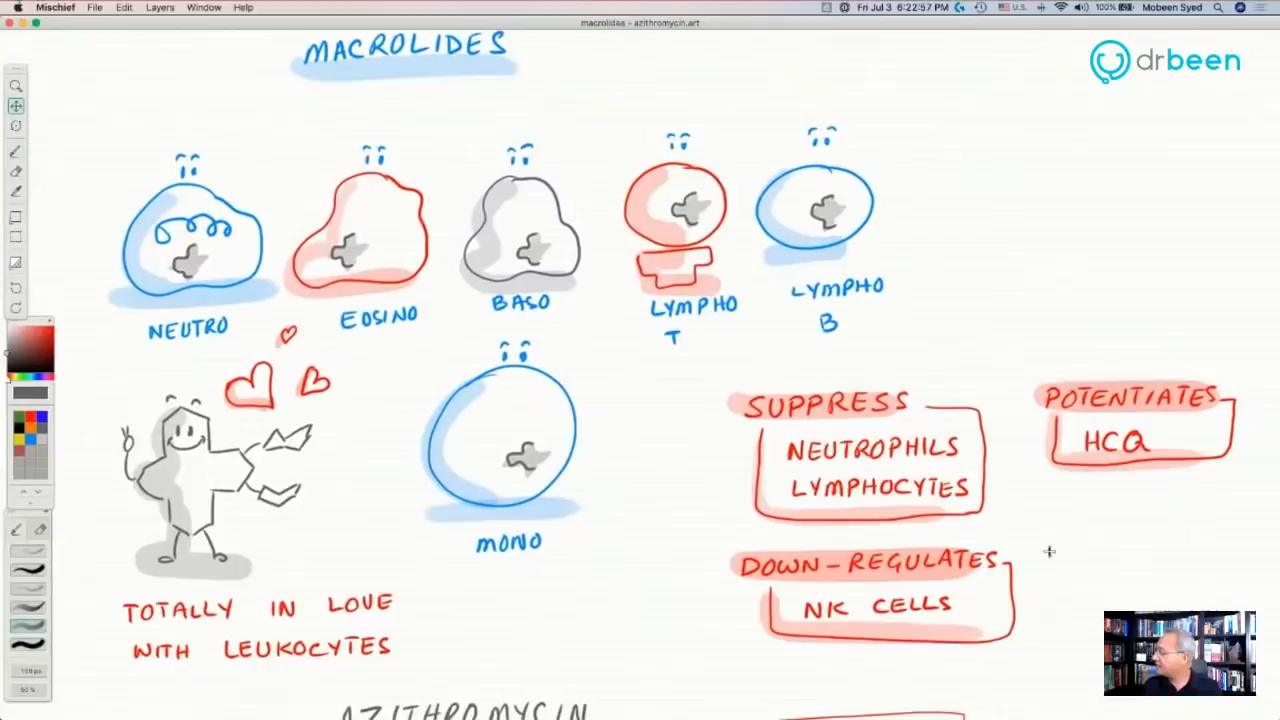 Mischief File Edit Layers Window Help
U.S. 100% Fri Jul 3 6:22:57 Mobeen Syed
macrolides - azithromycin.art
drbeen
MACROLIDES
NEUTRO
EOSINO
BASO
LYMPHO
T
LYMPHO
B
MONO
TOTALLY IN LOVE
WITH LEUKOCYTES
SUPPRESS
NEUTROPHILS
LYMPHOCYTES
POTENTIATES
HCQ
DOWN-REGULATES
NK CELLS
AZITHROMYCIN